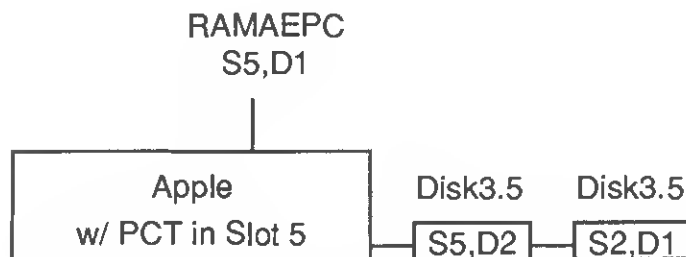 RAMAEPC
S5,D1
Apple
w/ PCT in Slot 5
Disk3.5
S5,D2
Disk3.5
S2,D1